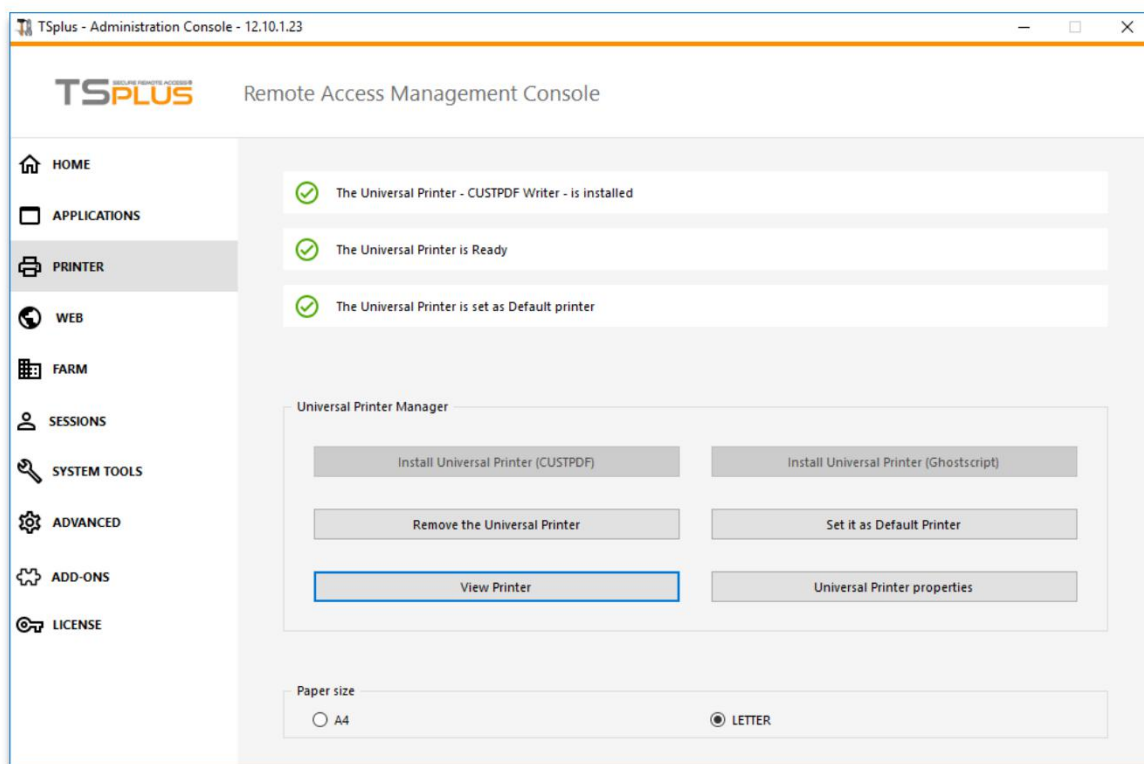 TSplus - Administration Console - 12.10.1.23
TSPLUS
SECURE REMOTE ACCESS
Remote Access Management Console
HOME
APPLICATIONS
PRINTER
WEB
FARM
SESSIONS
SYSTEM TOOLS
ADVANCED
ADD-ONS
LICENSE
The Universal Printer - CUSTPDF Writer - is installed
The Universal Printer is Ready
The Universal Printer is set as Default printer
Universal Printer Manager
Install Universal Printer (CUSTPDF)
Install Universal Printer (Ghostscript)
Remove the Universal Printer
Set it as Default Printer
View Printer
Universal Printer properties
Paper size
A4
LETTER